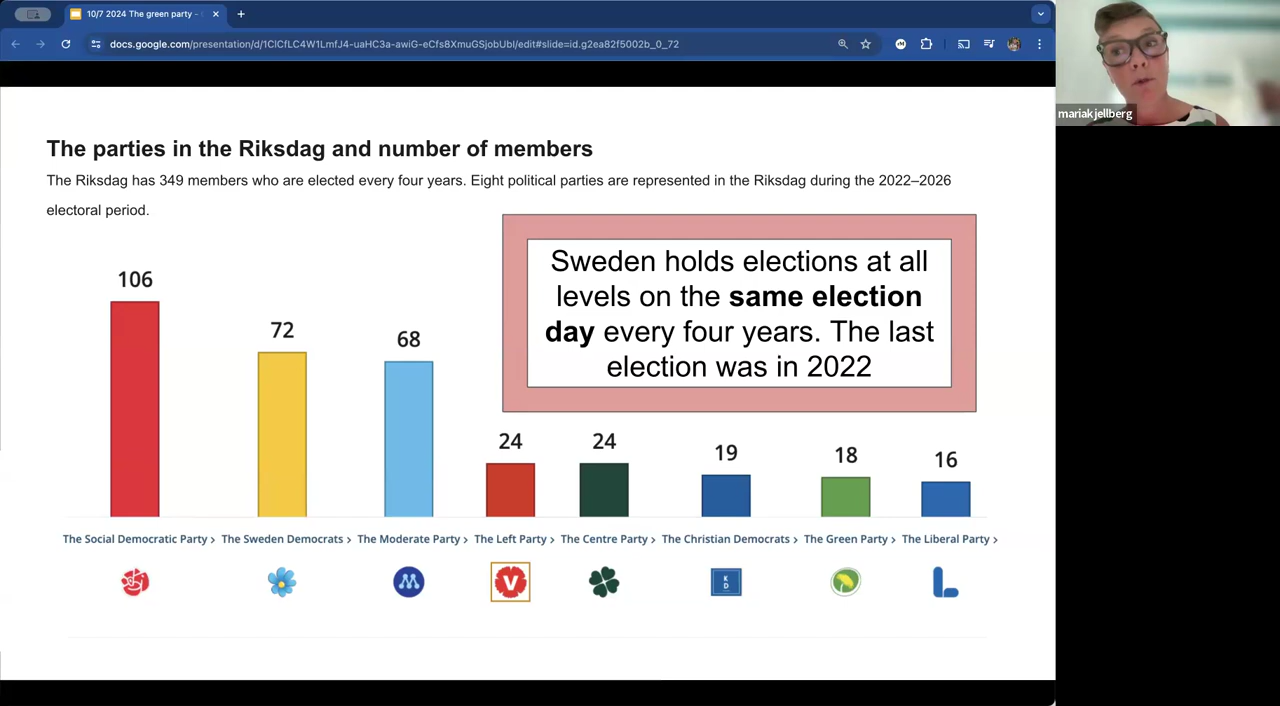 10/7 2024 The green party -
docs.google.com/presentation/d/1ClCfLC4W1LmfJ4-uaHC3a-awiG-eCfs8XmuGSjobUbI/edit#slide=id.g2ea82f5002b_0_72
mariakjellberg
The parties in the Riksdag and number of members
The Riksdag has 349 members who are elected every four years. Eight political parties are represented in the Riksdag during the 2022–2026
electoral period.
Sweden holds elections at all
levels on the same election
day every four years. The last
election was in 2022
106
72
68
24
24
19
18
16
The Social Democratic Party >
The Sweden Democrats >
The Moderate Party >
The Left Party >
The Centre Party >
The Christian Democrats >
The Green Party >
The Liberal Party >
S
M
V
K
D
L